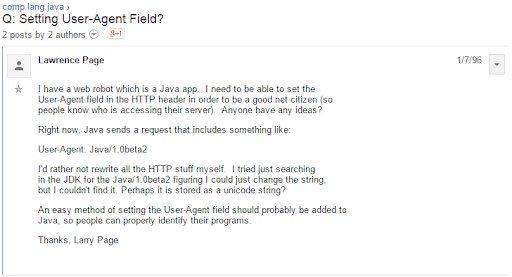 comp.lang.java ›
Q: Setting User-Agent Field?
2 posts by 2 authors
g+1
Lawrence Page
1/7/96
I have a web robot which is a Java app. I need to be able to set the
User-Agent field in the HTTP header in order to be a good net citizen (so
people know who is accessing their server). Anyone have any ideas?
Right now, Java sends a request that includes something like:
User-Agent: Java/1.0beta2
I'd rather not rewrite all the HTTP stuff myself. I tried just searching
in the JDK for the Java/1.0beta2 figuring I could just change the string,
but I couldn't find it. Perhaps it is stored as a unicode string?
An easy method of setting the User-Agent field should probably be added to
Java, so people can properly identify their programs.
Thanks, Larry Page